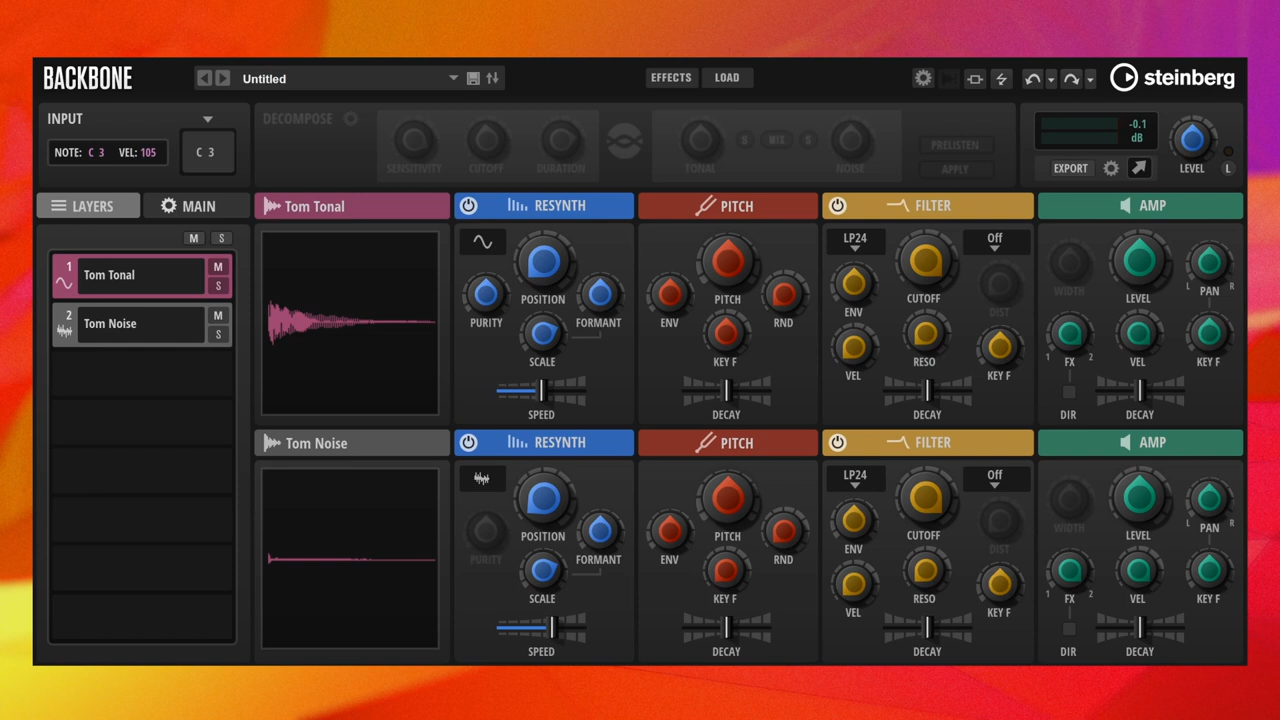 BACKBONE
Untitled
EFFECTS
LOAD
steinberg
INPUT
NOTE: C 3 VEL: 105
C 3
DECOMPOSE
SENSITIVITY
CUTOFF
DURATION
TONAL
S
MIX
S
NOISE
PRELISTEN
APPLY
-0.1
dB
EXPORT
LEVEL
L
LAYERS
MAIN
M S
1 Tom Tonal M
S
2 Tom Noise M
S
Tom Tonal
RESYNTH
PITCH
FILTER
AMP
POSITION
PURITY
FORMANT
SCALE
SPEED
PITCH
ENV
RND
KEY F
DECAY
LP24
Off
CUTOFF
DIST
ENV
RESO
VEL
KEY F
DECAY
WIDTH
LEVEL
L PAN R
1 FX 2
VEL
KEY F
DIR
DECAY
Tom Noise
RESYNTH
PITCH
FILTER
AMP
POSITION
PURITY
FORMANT
SCALE
SPEED
PITCH
ENV
RND
KEY F
DECAY
LP24
Off
CUTOFF
DIST
ENV
RESO
VEL
KEY F
DECAY
WIDTH
LEVEL
L PAN R
1 FX 2
VEL
KEY F
DIR
DECAY